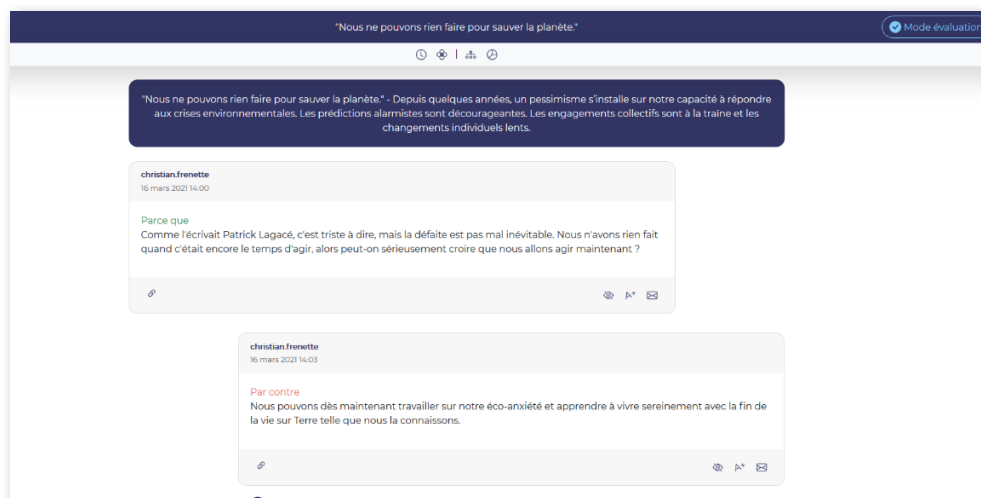 "Nous ne pouvons rien faire pour sauver la planète."
Mode évaluation
"Nous ne pouvons rien faire pour sauver la planète." - Depuis quelques années, un pessimisme s'installe sur notre capacité à répondre
aux crises environnementales. Les prédictions alarmistes sont décourageantes. Les engagements collectifs sont à la traîne et les
changements individuels lents.
christian.frenette
16 mars 2021 14:00
Parce que
Comme l'écrivait Patrick Lagacé, c'est triste à dire, mais la défaite est pas mal inévitable. Nous n'avons rien fait
quand c'était encore le temps d'agir, alors peut-on sérieusement croire que nous allons agir maintenant ?
A+
christian.frenette
16 mars 2021 14:03
Par contre
Nous pouvons dès maintenant travailler sur notre éco-anxiété et apprendre à vivre sereinement avec la fin de
la vie sur Terre telle que nous la connaissons.
A+